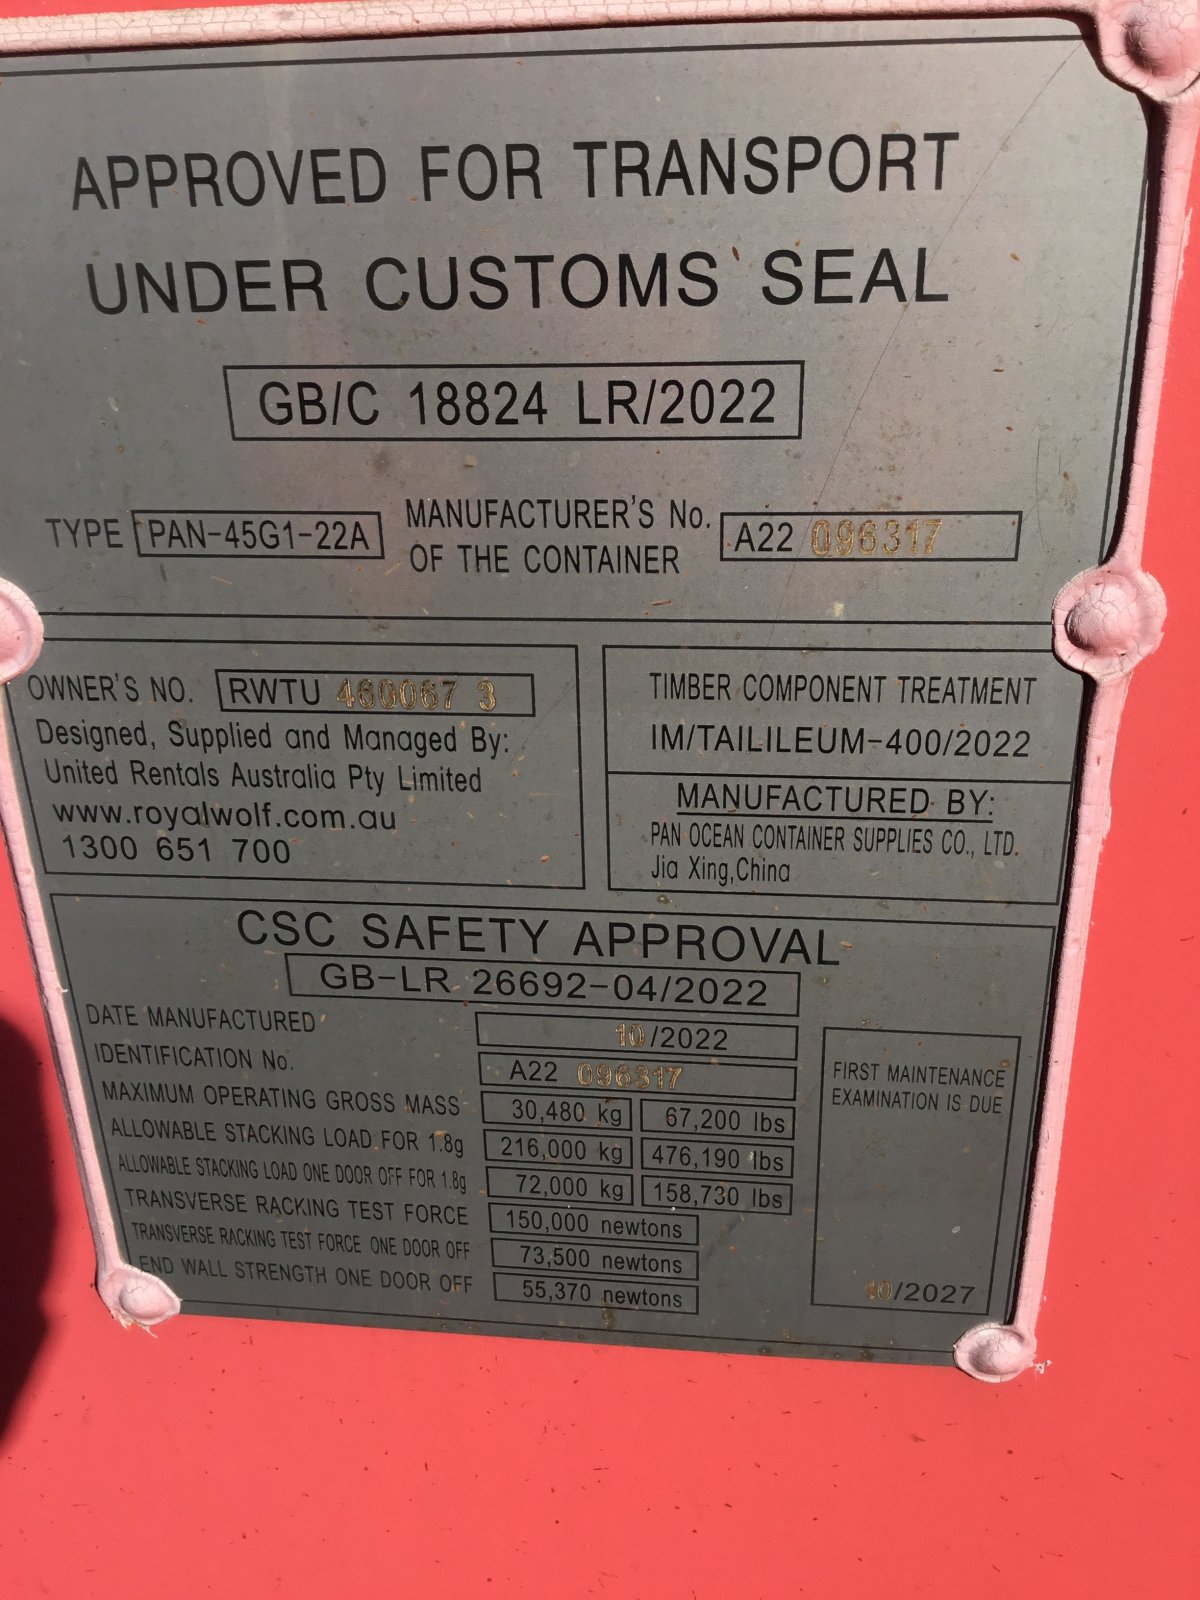 APPROVED FOR TRANSPORT
UNDER CUSTOMS SEAL
GB/C 18824 LR/2022
TYPE PAN-45G1-22A MANUFACTURER'S No. OF THE CONTAINER A22 096317
OWNER'S NO. RWTU 460067 3
Designed, Supplied and Managed By:
United Rentals Australia Pty Limited
www.royalwolf.com.au
1300 651 700
TIMBER COMPONENT TREATMENT
IM/TAILILEUM-400/2022
MANUFACTURED BY:
PAN OCEAN CONTAINER SUPPLIES CO., LTD.
Jia Xing,China
CSC SAFETY APPROVAL
GB-LR 26692-04/2022
DATE MANUFACTURED 10/2022
IDENTIFICATION No. A22 096317
MAXIMUM OPERATING GROSS MASS 30,480 kg 67,200 lbs
ALLOWABLE STACKING LOAD FOR 1.8g 216,000 kg 476,190 lbs
ALLOWABLE STACKING LOAD ONE DOOR OFF FOR 1.8g 72,000 kg 158,730 lbs
TRANSVERSE RACKING TEST FORCE 150,000 newtons
TRANSVERSE RACKING TEST FORCE ONE DOOR OFF 73,500 newtons
END WALL STRENGTH ONE DOOR OFF 55,370 newtons
FIRST MAINTENANCE
EXAMINATION IS DUE
10/2027